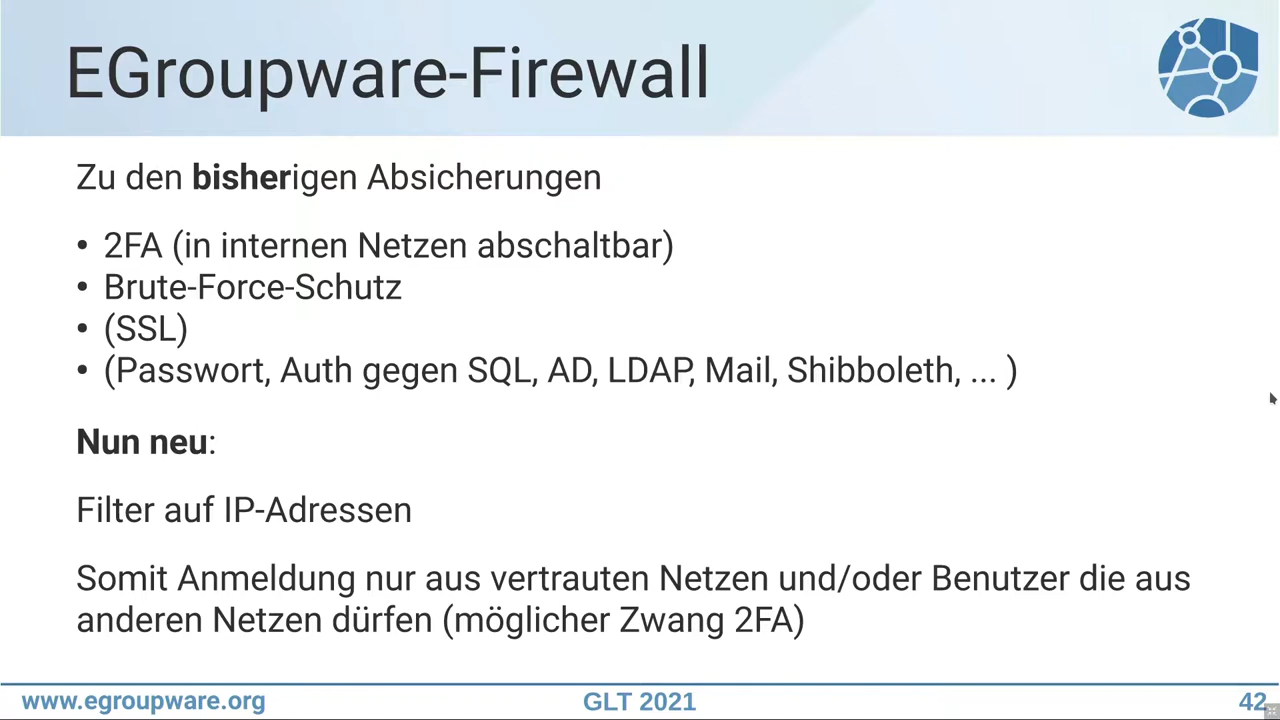 EGroupware-Firewall
Zu den bisherigen Absicherungen
• 2FA (in internen Netzen abschaltbar)
• Brute-Force-Schutz
• (SSL)
• (Passwort, Auth gegen SQL, AD, LDAP, Mail, Shibboleth, ... )
Nun neu:
Filter auf IP-Adressen
Somit Anmeldung nur aus vertrauten Netzen und/oder Benutzer die aus
anderen Netzen dürfen (möglicher Zwang 2FA)
www.egroupware.org
GLT 2021
42